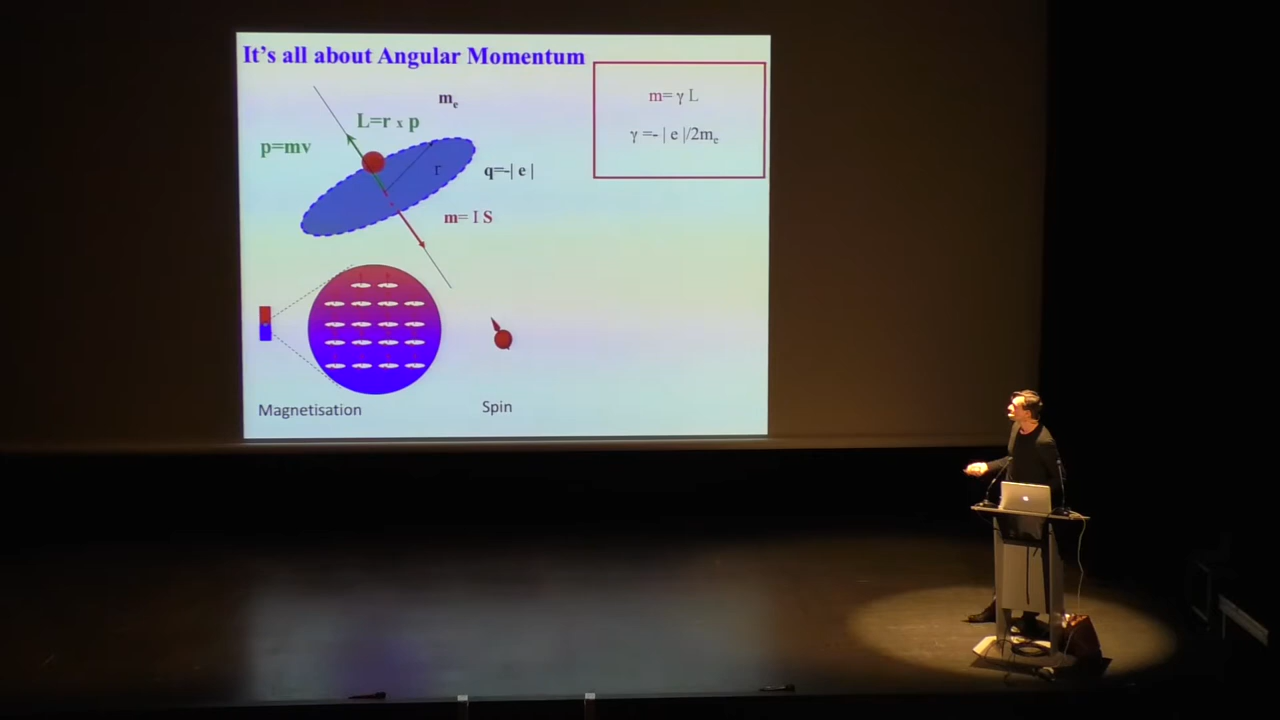 It's all about Angular Momentum
mₑ
m= γ L
L=r x p
γ =- | e |/2mₑ
p=mv
r
q=-| e |
m= I S
Magnetisation
Spin